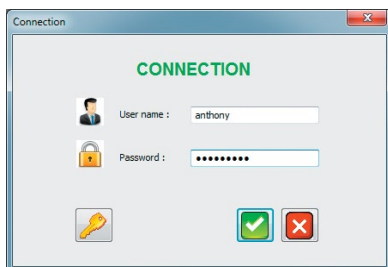 Connection
CONNECTION
User name : anthony
Password : •••••••••